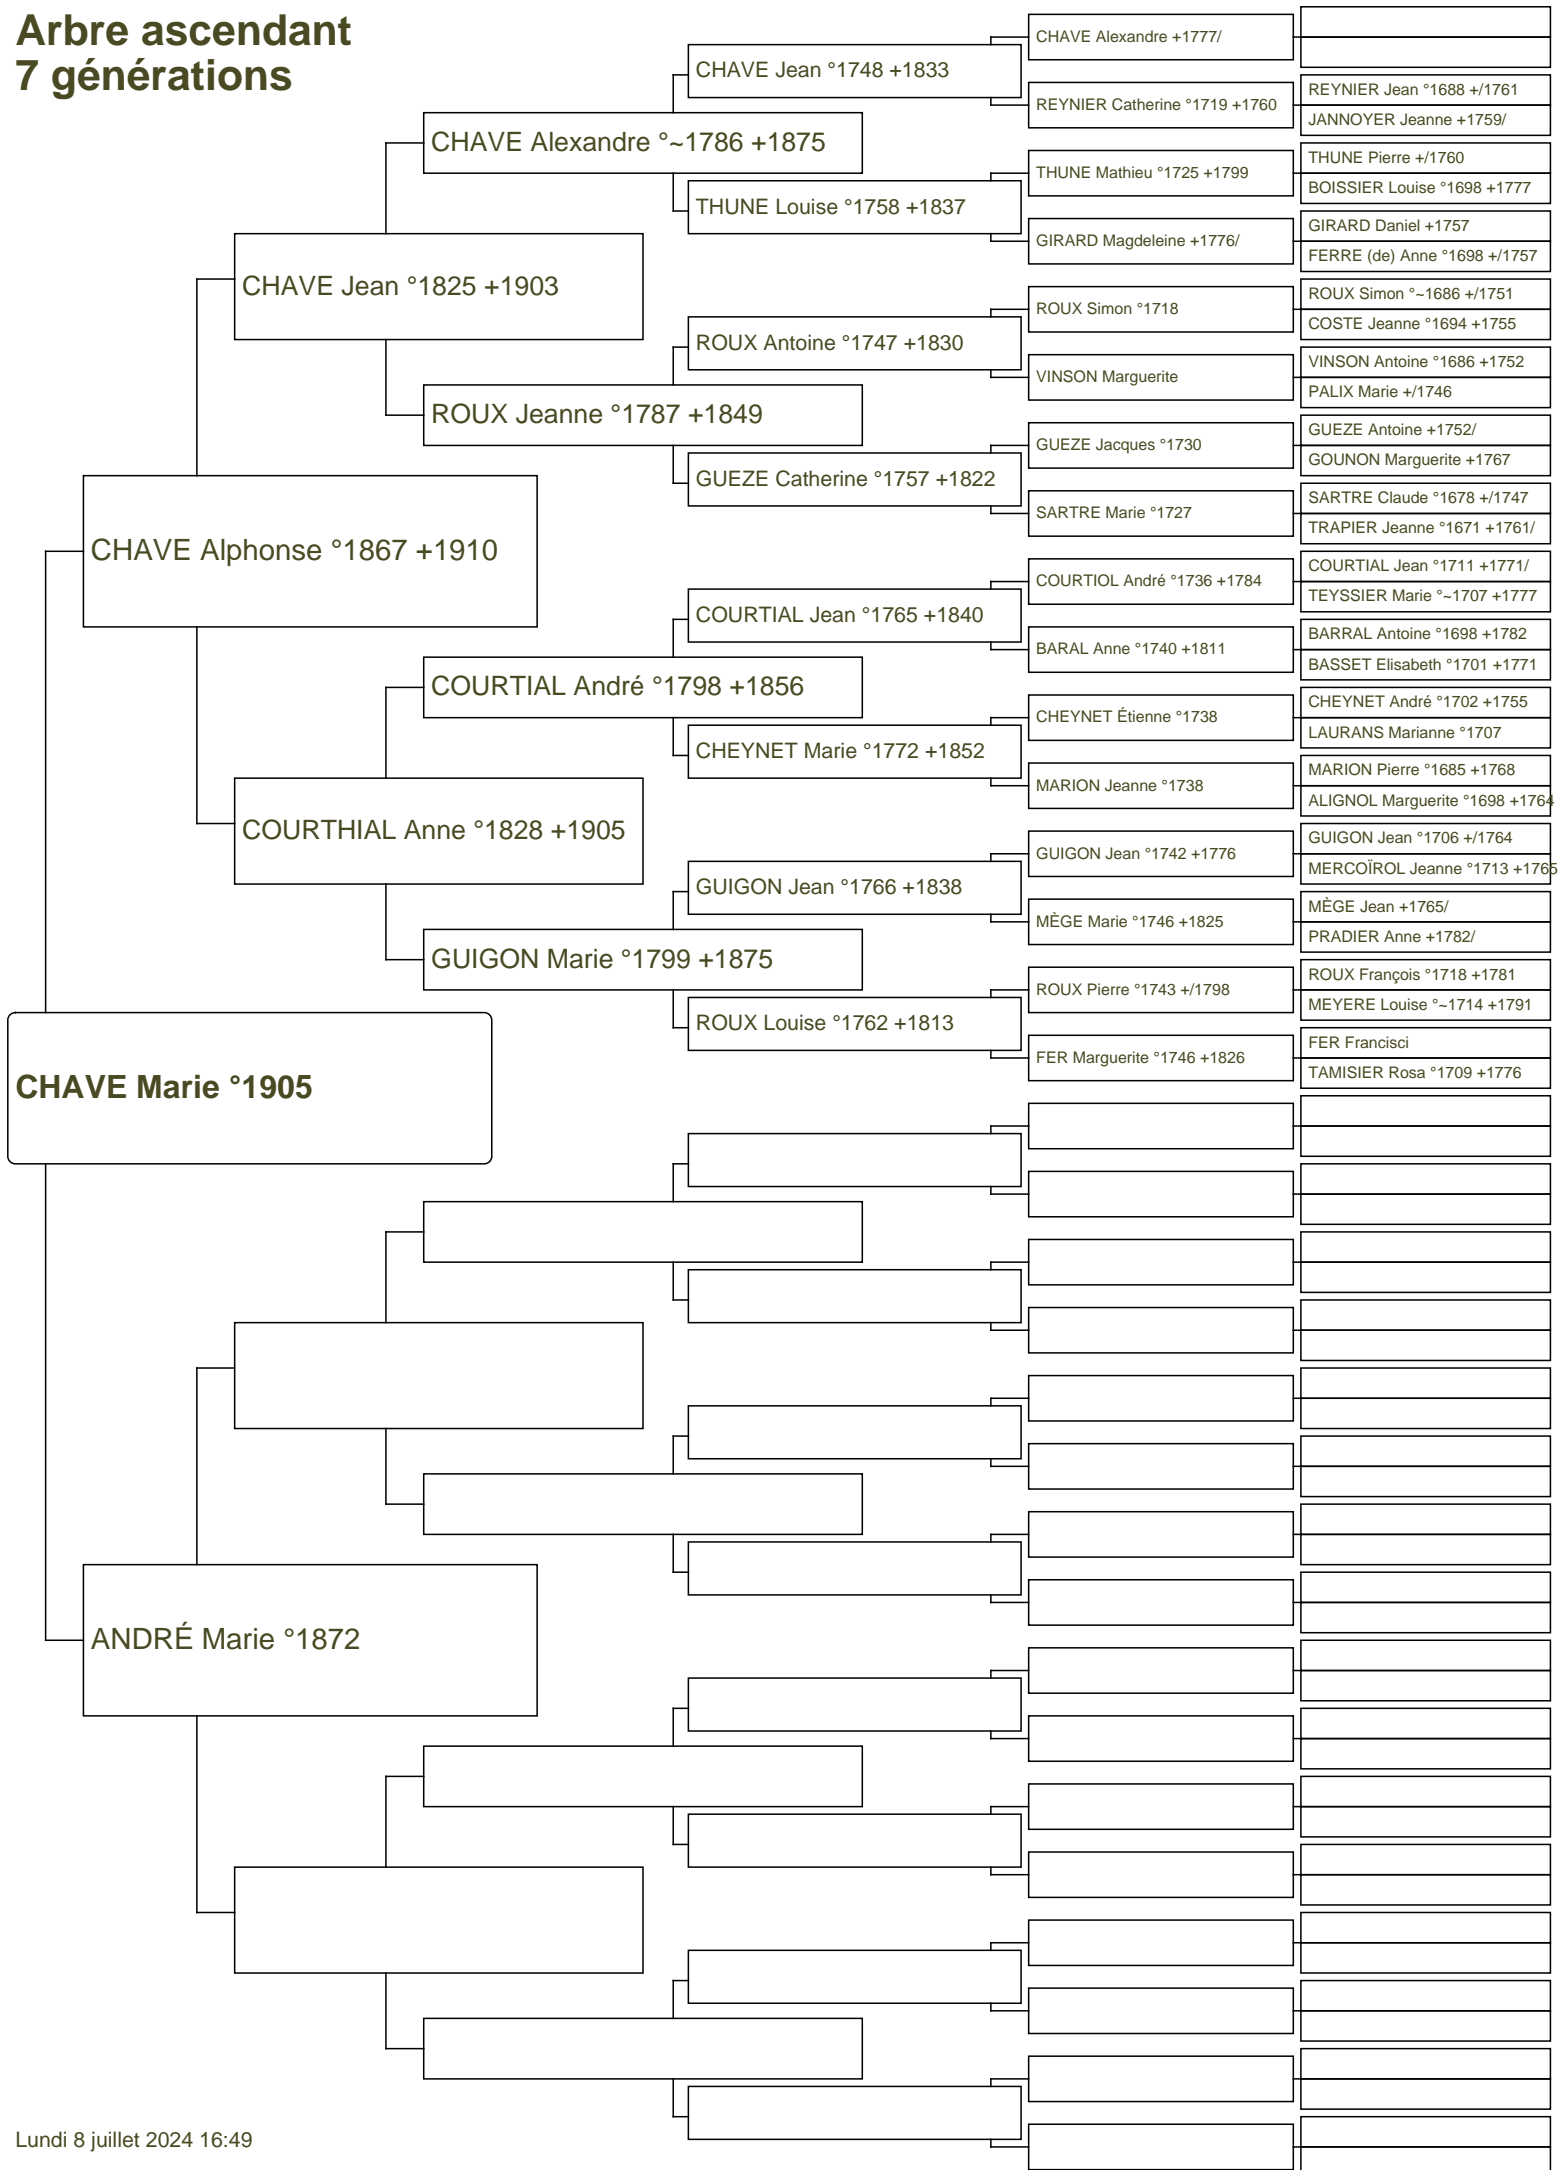 Arbre ascendant
7 générations
CHAVE Marie °1905
CHAVE Alphonse °1867 +1910
ANDRÉ Marie °1872
CHAVE Jean °1825 +1903
COURTHIAL Anne °1828 +1905
CHAVE Alexandre °~1786 +1875
ROUX Jeanne °1787 +1849
COURTIAL André °1798 +1856
GUIGON Marie °1799 +1875
CHAVE Jean °1748 +1833
THUNE Louise °1758 +1837
ROUX Antoine °1747 +1830
GUEZE Catherine °1757 +1822
COURTIAL Jean °1765 +1840
CHEYNET Marie °1772 +1852
GUIGON Jean °1766 +1838
ROUX Louise °1762 +1813
CHAVE Alexandre +1777/
REYNIER Catherine °1719 +1760
THUNE Mathieu °1725 +1799
GIRARD Magdeleine +1776/
ROUX Simon °1718
VINSON Marguerite
GUEZE Jacques °1730
SARTRE Marie °1727
COURTIOL André °1736 +1784
BARAL Anne °1740 +1811
CHEYNET Étienne °1738
MARION Jeanne °1738
GUIGON Jean °1742 +1776
MÈGE Marie °1746 +1825
ROUX Pierre °1743 +/1798
FER Marguerite °1746 +1826
REYNIER Jean °1688 +/1761
JANNOYER Jeanne +1759/
THUNE Pierre +/1760
BOISSIER Louise °1698 +1777
GIRARD Daniel +1757
FERRE (de) Anne °1698 +/1757
ROUX Simon °~1686 +/1751
COSTE Jeanne °1694 +1755
VINSON Antoine °1686 +1752
PALIX Marie +/1746
GUEZE Antoine +1752/
GOUNON Marguerite +1767
SARTRE Claude °1678 +/1747
TRAPIER Jeanne °1671 +1761/
COURTIAL Jean °1711 +1771/
TEYSSIER Marie °~1707 +1777
BARRAL Antoine °1698 +1782
BASSET Elisabeth °1701 +1771
CHEYNET André °1702 +1755
LAURANS Marianne °1707
MARION Pierre °1685 +1768
ALIGNOL Marguerite °1698 +1764
GUIGON Jean °1706 +/1764
MERCOÏROL Jeanne °1713 +1765
MÈGE Jean +1765/
PRADIER Anne +1782/
ROUX François °1718 +1781
MEYERE Louise °~1714 +1791
FER Francisci
TAMISIER Rosa °1709 +1776
Lundi 8 juillet 2024 16:49